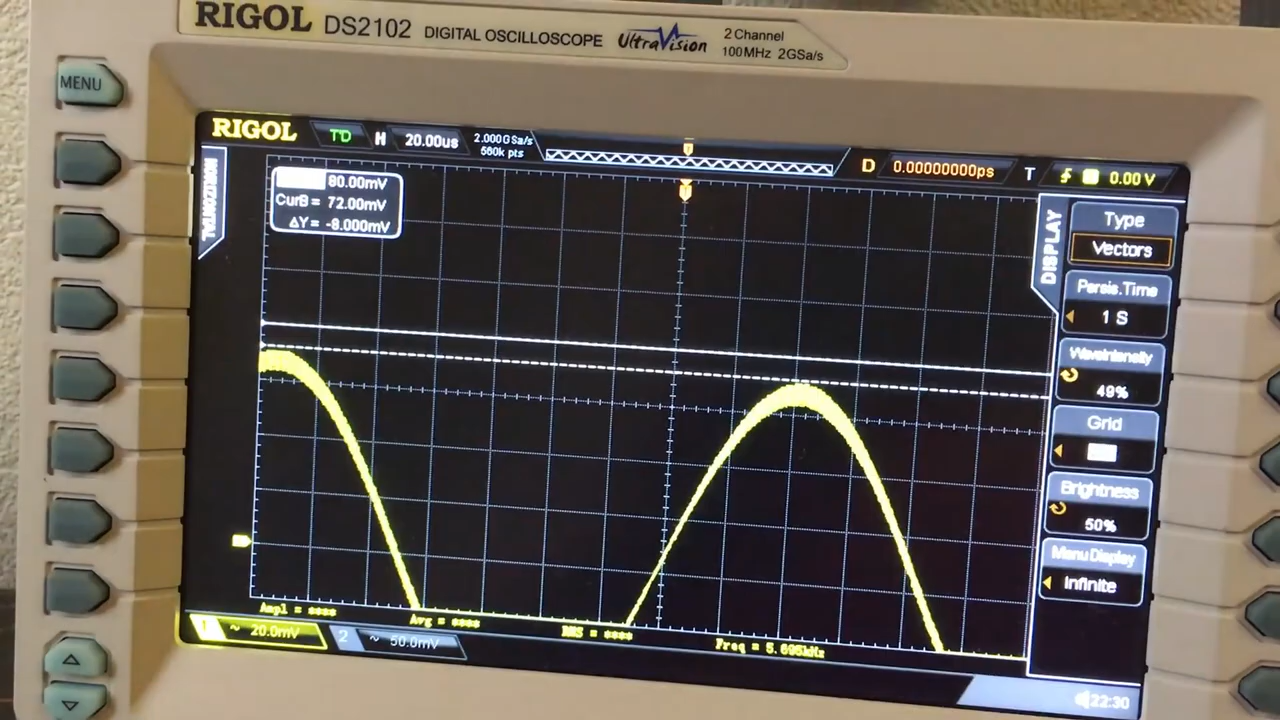 RIGOL DS2102 DIGITAL OSCILLOSCOPE UltraVision 2 Channel
100MHz 2GSa/s
MENU
RIGOL T'D H 20.00us 2.000GSa/s
560k pts
D 0.00000000ps T 0.00 V
HORIZONTAL
80.00mV
CurB = 72.00mV
ΔY = -8.000mV
DISPLAY
Type
Vectors
Persis.Time
1 S
WaveIntensity
49%
Grid
Brightness
50%
Menu Display
Infinite
Ampl = ****
Avg = ****
Freq = 5.695kHz
1 ~ 20.0mV
2 ~ 50.0mV
22:30